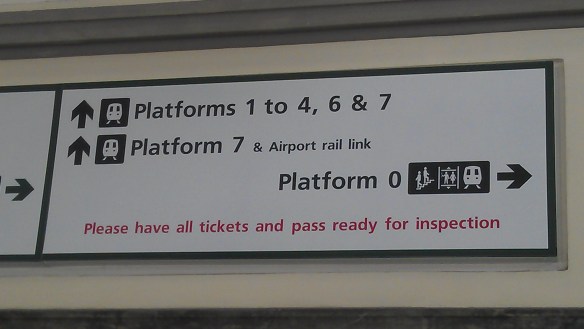 Platforms 1 to 4, 6 & 7
Platform 7 & Airport rail link
Platform 0
Please have all tickets and pass ready for inspection